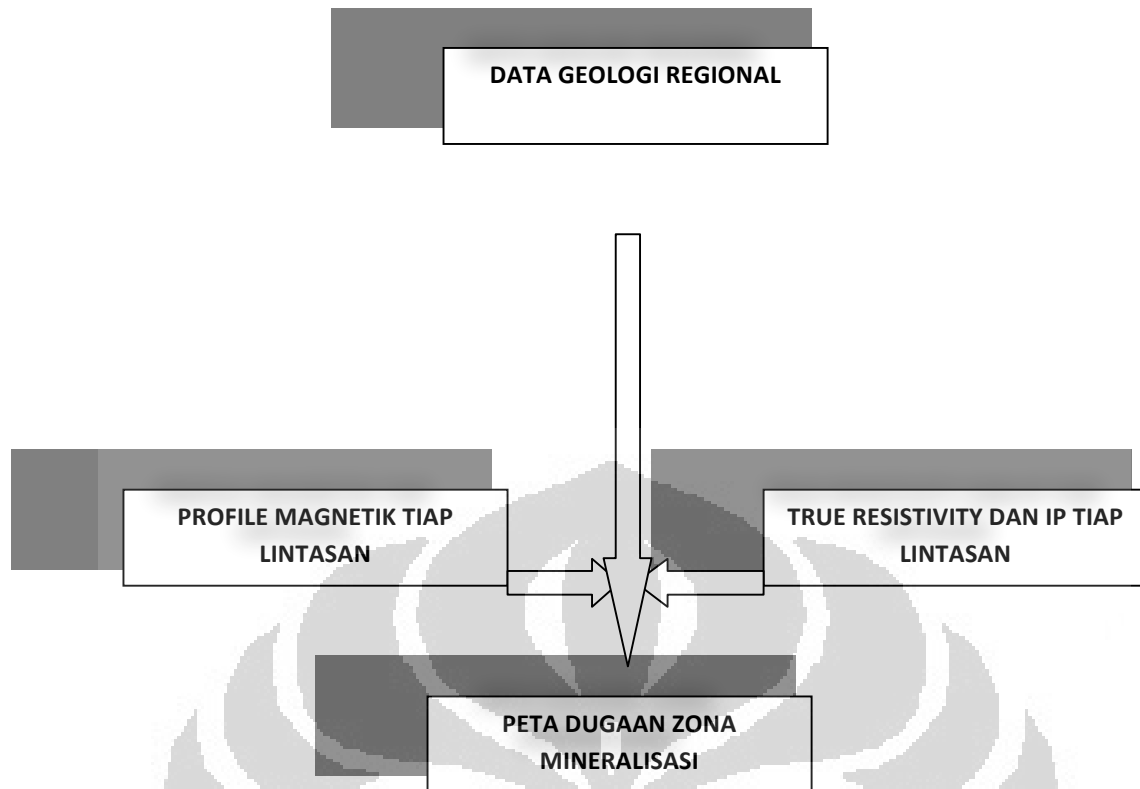 DATA GEOLOGI REGIONAL
PROFILE MAGNETIK TIAP
LINTASAN
TRUE RESISTIVITY DAN IP TIAP
LINTASAN
PETA DUGAAN ZONA
MINERALISASI